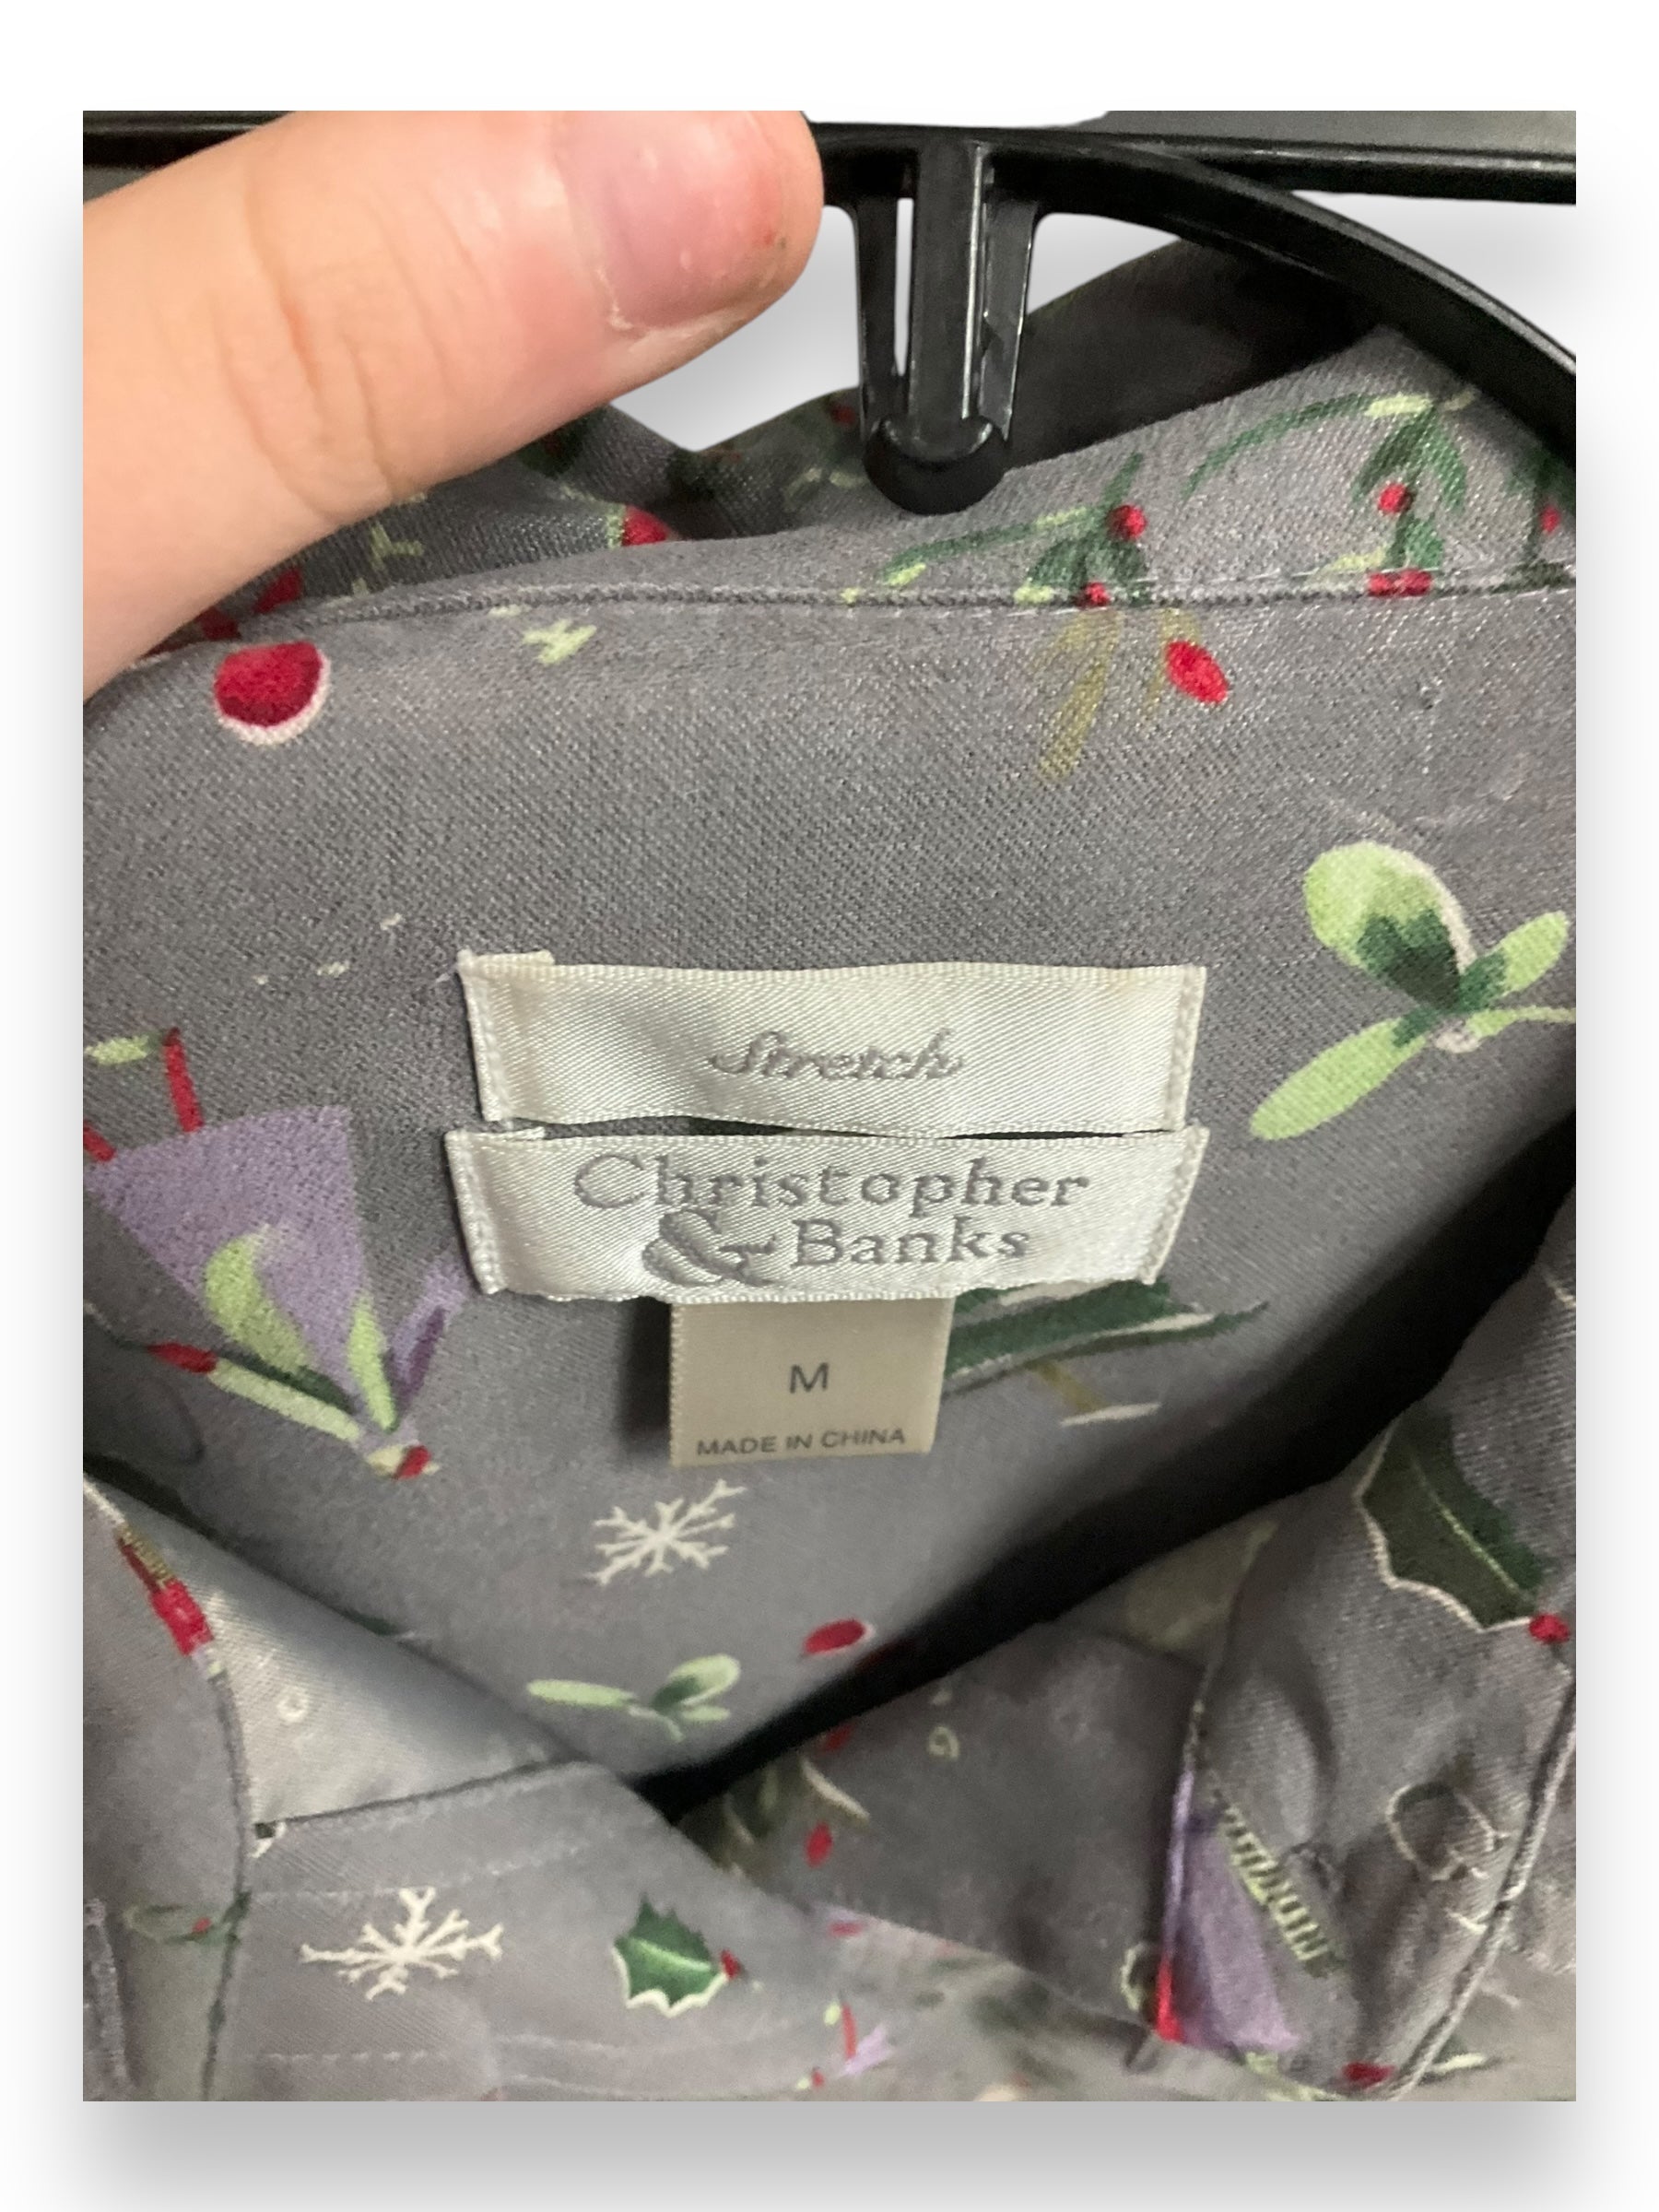 Stretch
Christopher
& Banks
M
MADE IN CHINA